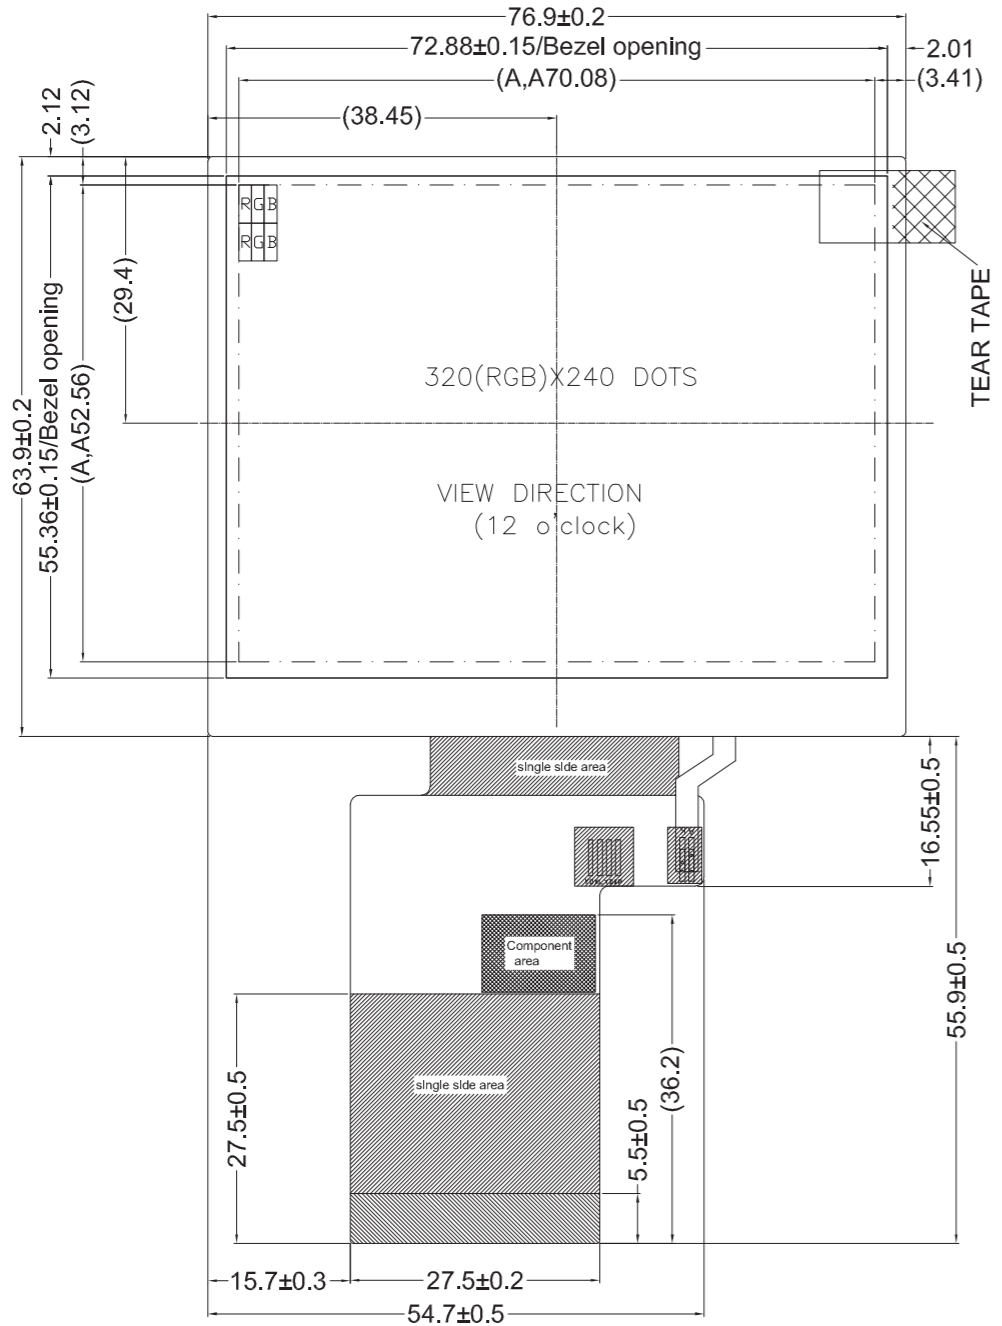 76.9±0.2
72.88±0.15/Bezel opening
2.01
(A,A70.08)
(3.41)
(38.45)
2.12
(3.12)
RGB
RGB
TEAR TAPE
(29.4)
63.9±0.2
55.36±0.15/Bezel opening
(A,A52.56)
320(RGB)X240 DOTS
VIEW DIRECTION
(12 o'clock)
single side area
16.55±0.5
55.9±0.5
Component
area
single side area
27.5±0.5
(36.2)
5.5±0.5
15.7±0.3
27.5±0.2
54.7±0.5